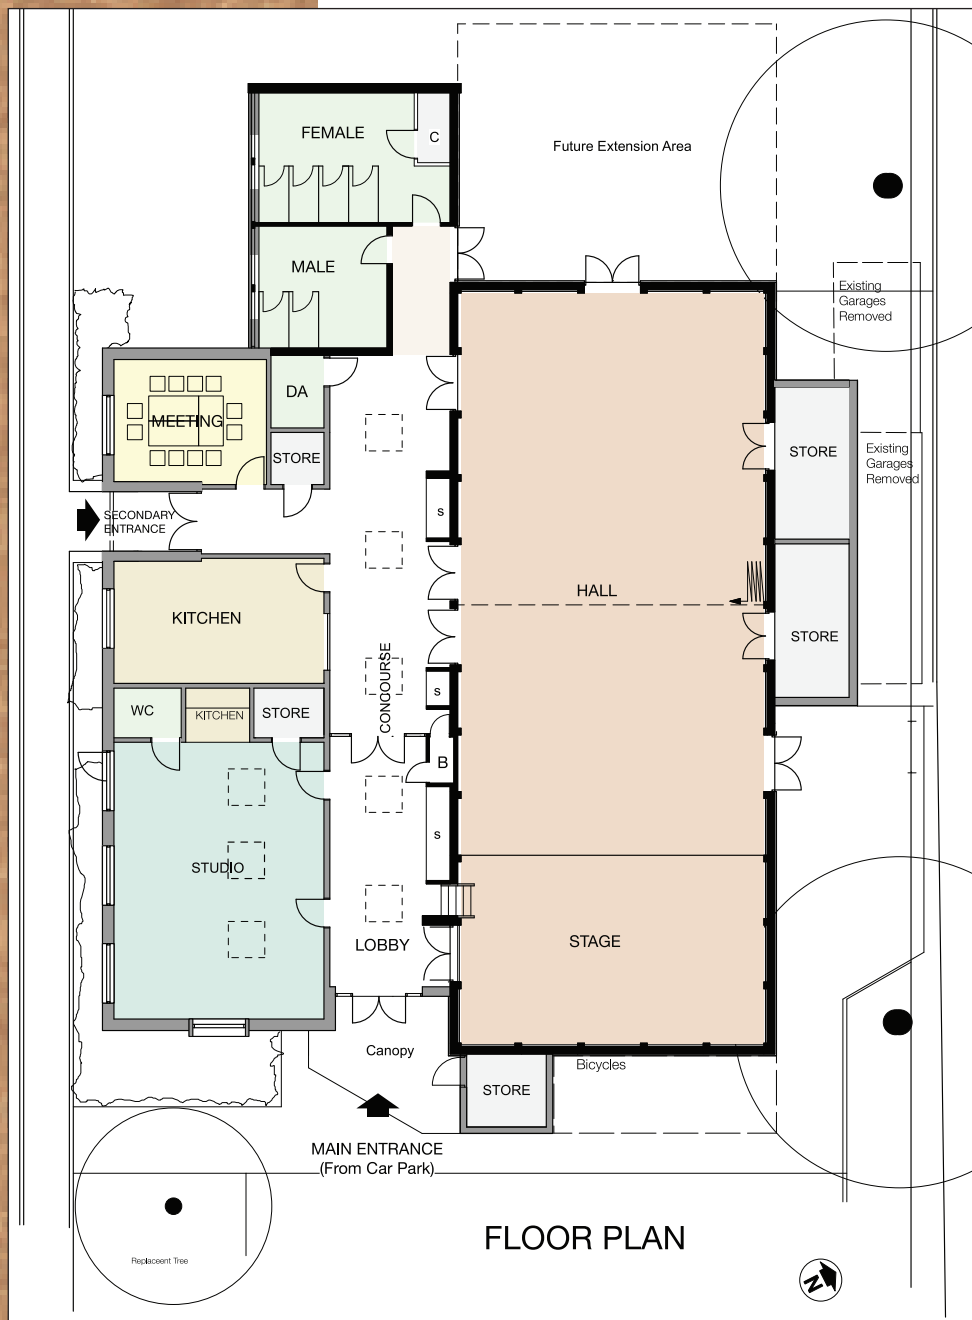 FEMALE
C
Future Extension Area
MALE
Existing
Garages
Removed
DA
MEETING
STORE
STORE
Existing
Garages
Removed
s
SECONDARY
ENTRANCE
HALL
KITCHEN
STORE
CONCOURSE
s
WC
KITCHEN
STORE
B
s
STUDIO
LOBBY
STAGE
Canopy
Bicycles
STORE
MAIN ENTRANCE
(From Car Park)
FLOOR PLAN
Replaceent Tree
N